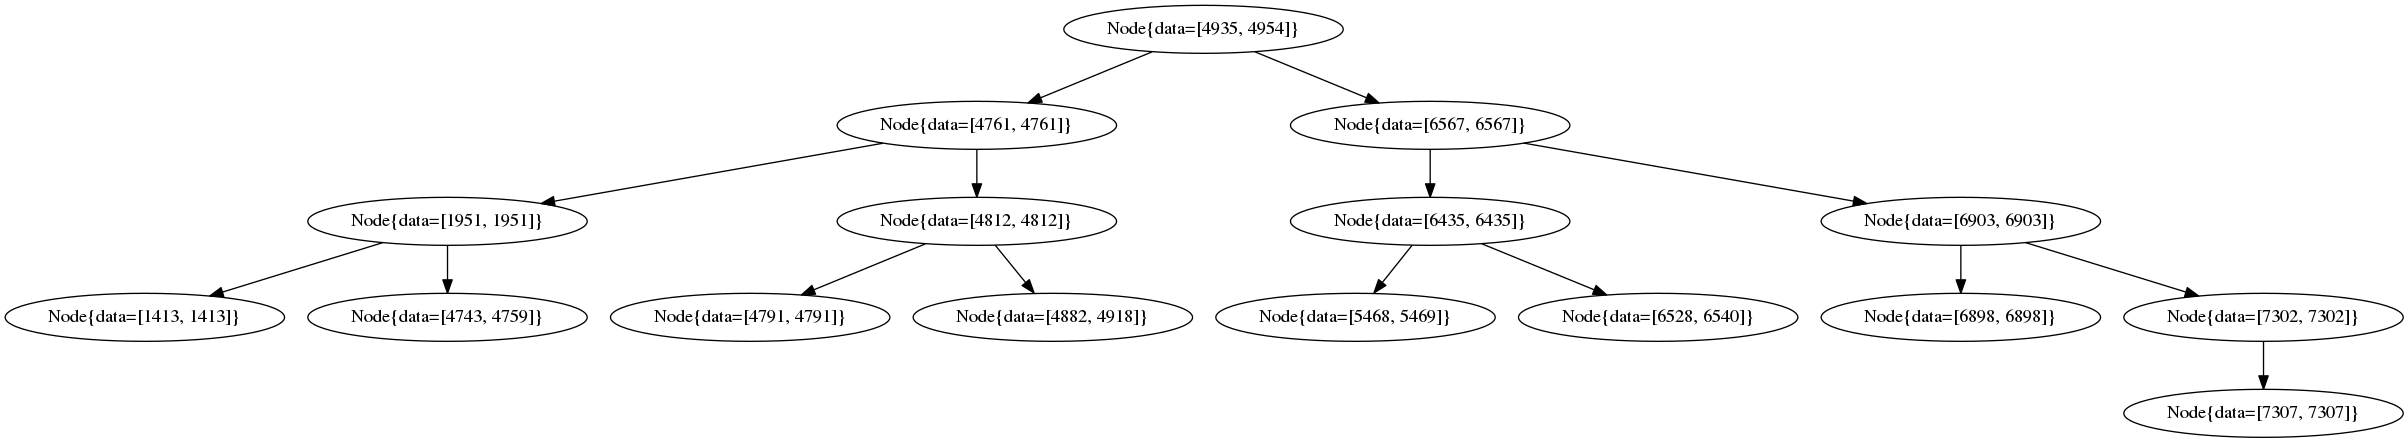 Node{data=[4935, 4954]}
Node{data=[4761, 4761]}
Node{data=[6567, 6567]}
Node{data=[1951, 1951]}
Node{data=[4812, 4812]}
Node{data=[6435, 6435]}
Node{data=[6903, 6903]}
Node{data=[1413, 1413]}
Node{data=[4743, 4759]}
Node{data=[4791, 4791]}
Node{data=[4882, 4918]}
Node{data=[5468, 5469]}
Node{data=[6528, 6540]}
Node{data=[6898, 6898]}
Node{data=[7302, 7302]}
Node{data=[7307, 7307]}